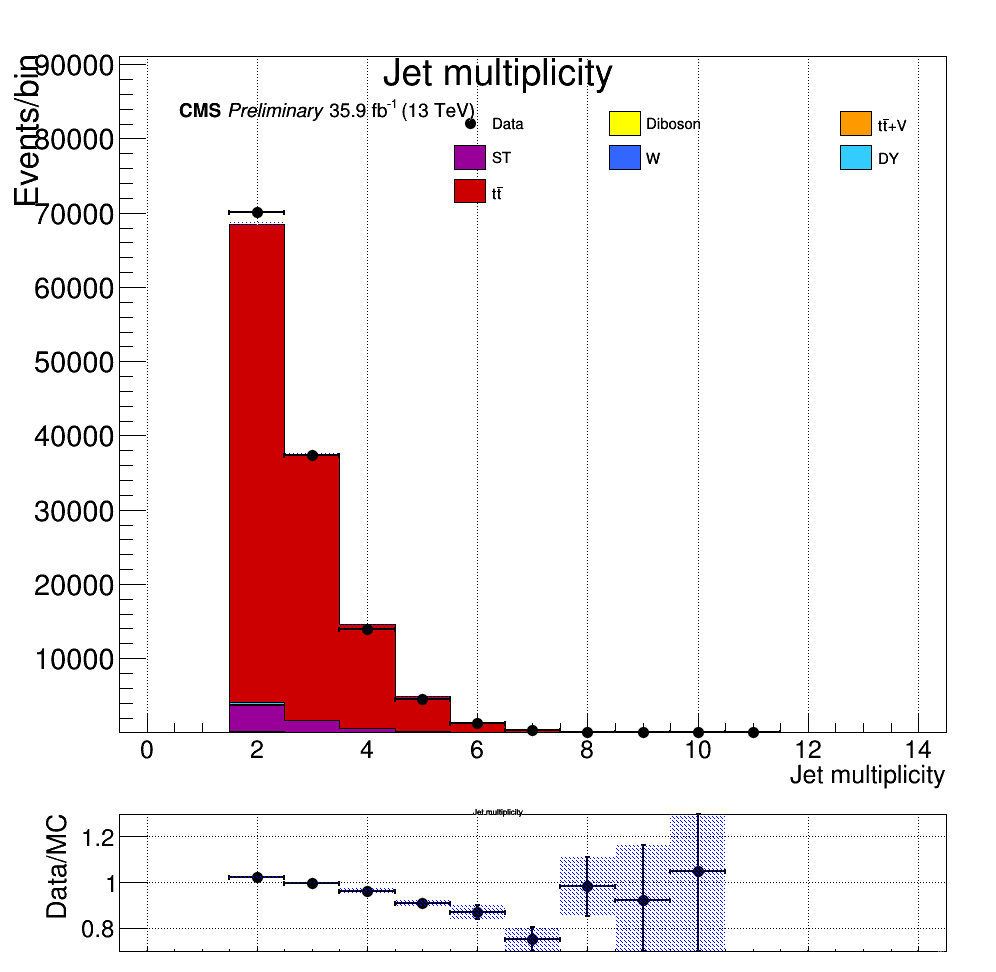 Jet multiplicity
CMS Preliminary 35.9 fb-1 (13 TeV)
Events/bin
Data
Diboson
tt̄+V
ST
W
DY
tt̄
90000
80000
70000
60000
50000
40000
30000
20000
10000
0 2 4 6 8 10 12 14
Jet multiplicity
Jet multiplicity
Data/MC
1.2
1
0.8